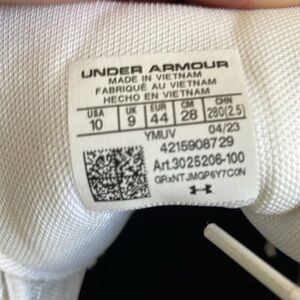 UNDER ARMOUR
MADE IN VIETNAM
FABRIQUÉ AU VIETNAM
HECHO EN VIETNAM
USA UK EUR CM CHN
10 9 44 28 280(2.5)
YMUV 04/23
4215908729
Art.3025206-100
GRxNTJMGP6Y7C0N